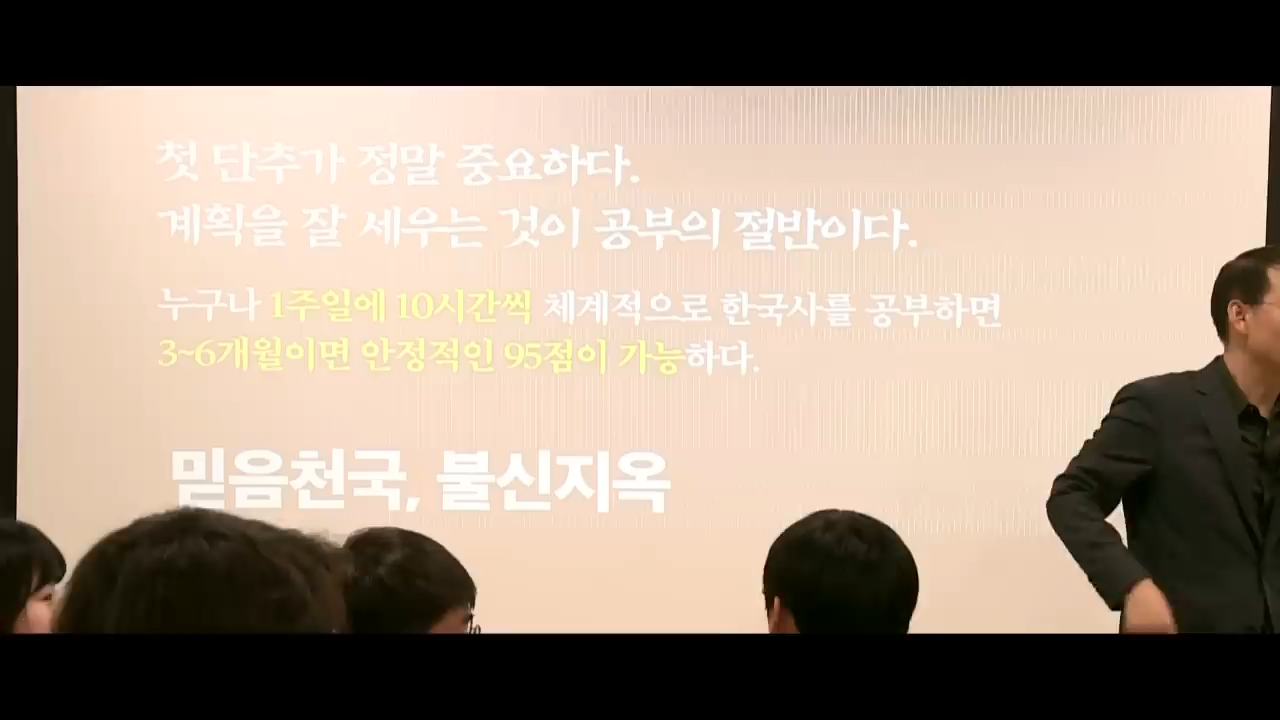 첫 단추가 정말 중요하다.
계획을 잘 세우는 것이 공부의 절반이다.
누구나 1주일에 10시간씩 체계적으로 한국사를 공부하면
3~6개월이면 안정적인 95점이 가능하다.
믿음천국, 불신지옥